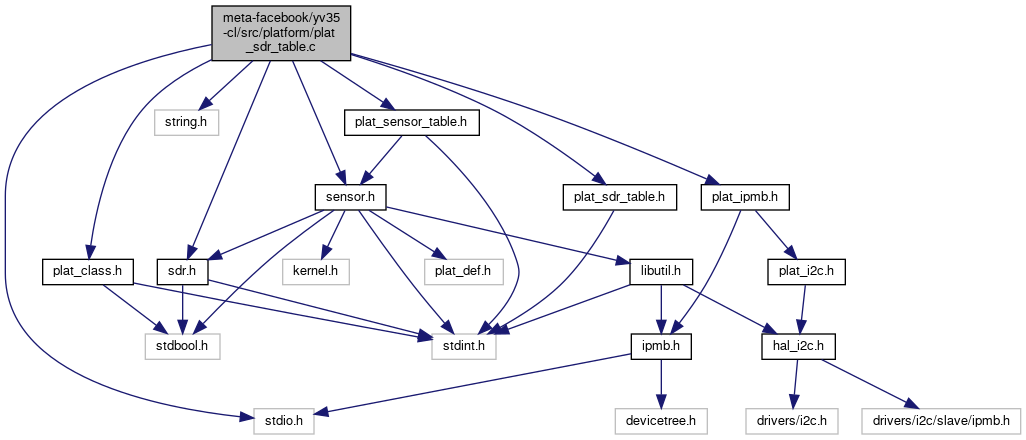 meta-facebook/yv35
-cl/src/platform/plat
_sdr_table.c
string.h
plat_sensor_table.h
sensor.h
plat_sdr_table.h
plat_ipmb.h
plat_class.h
sdr.h
kernel.h
plat_def.h
libutil.h
plat_i2c.h
stdbool.h
stdint.h
ipmb.h
hal_i2c.h
stdio.h
devicetree.h
drivers/i2c.h
drivers/i2c/slave/ipmb.h